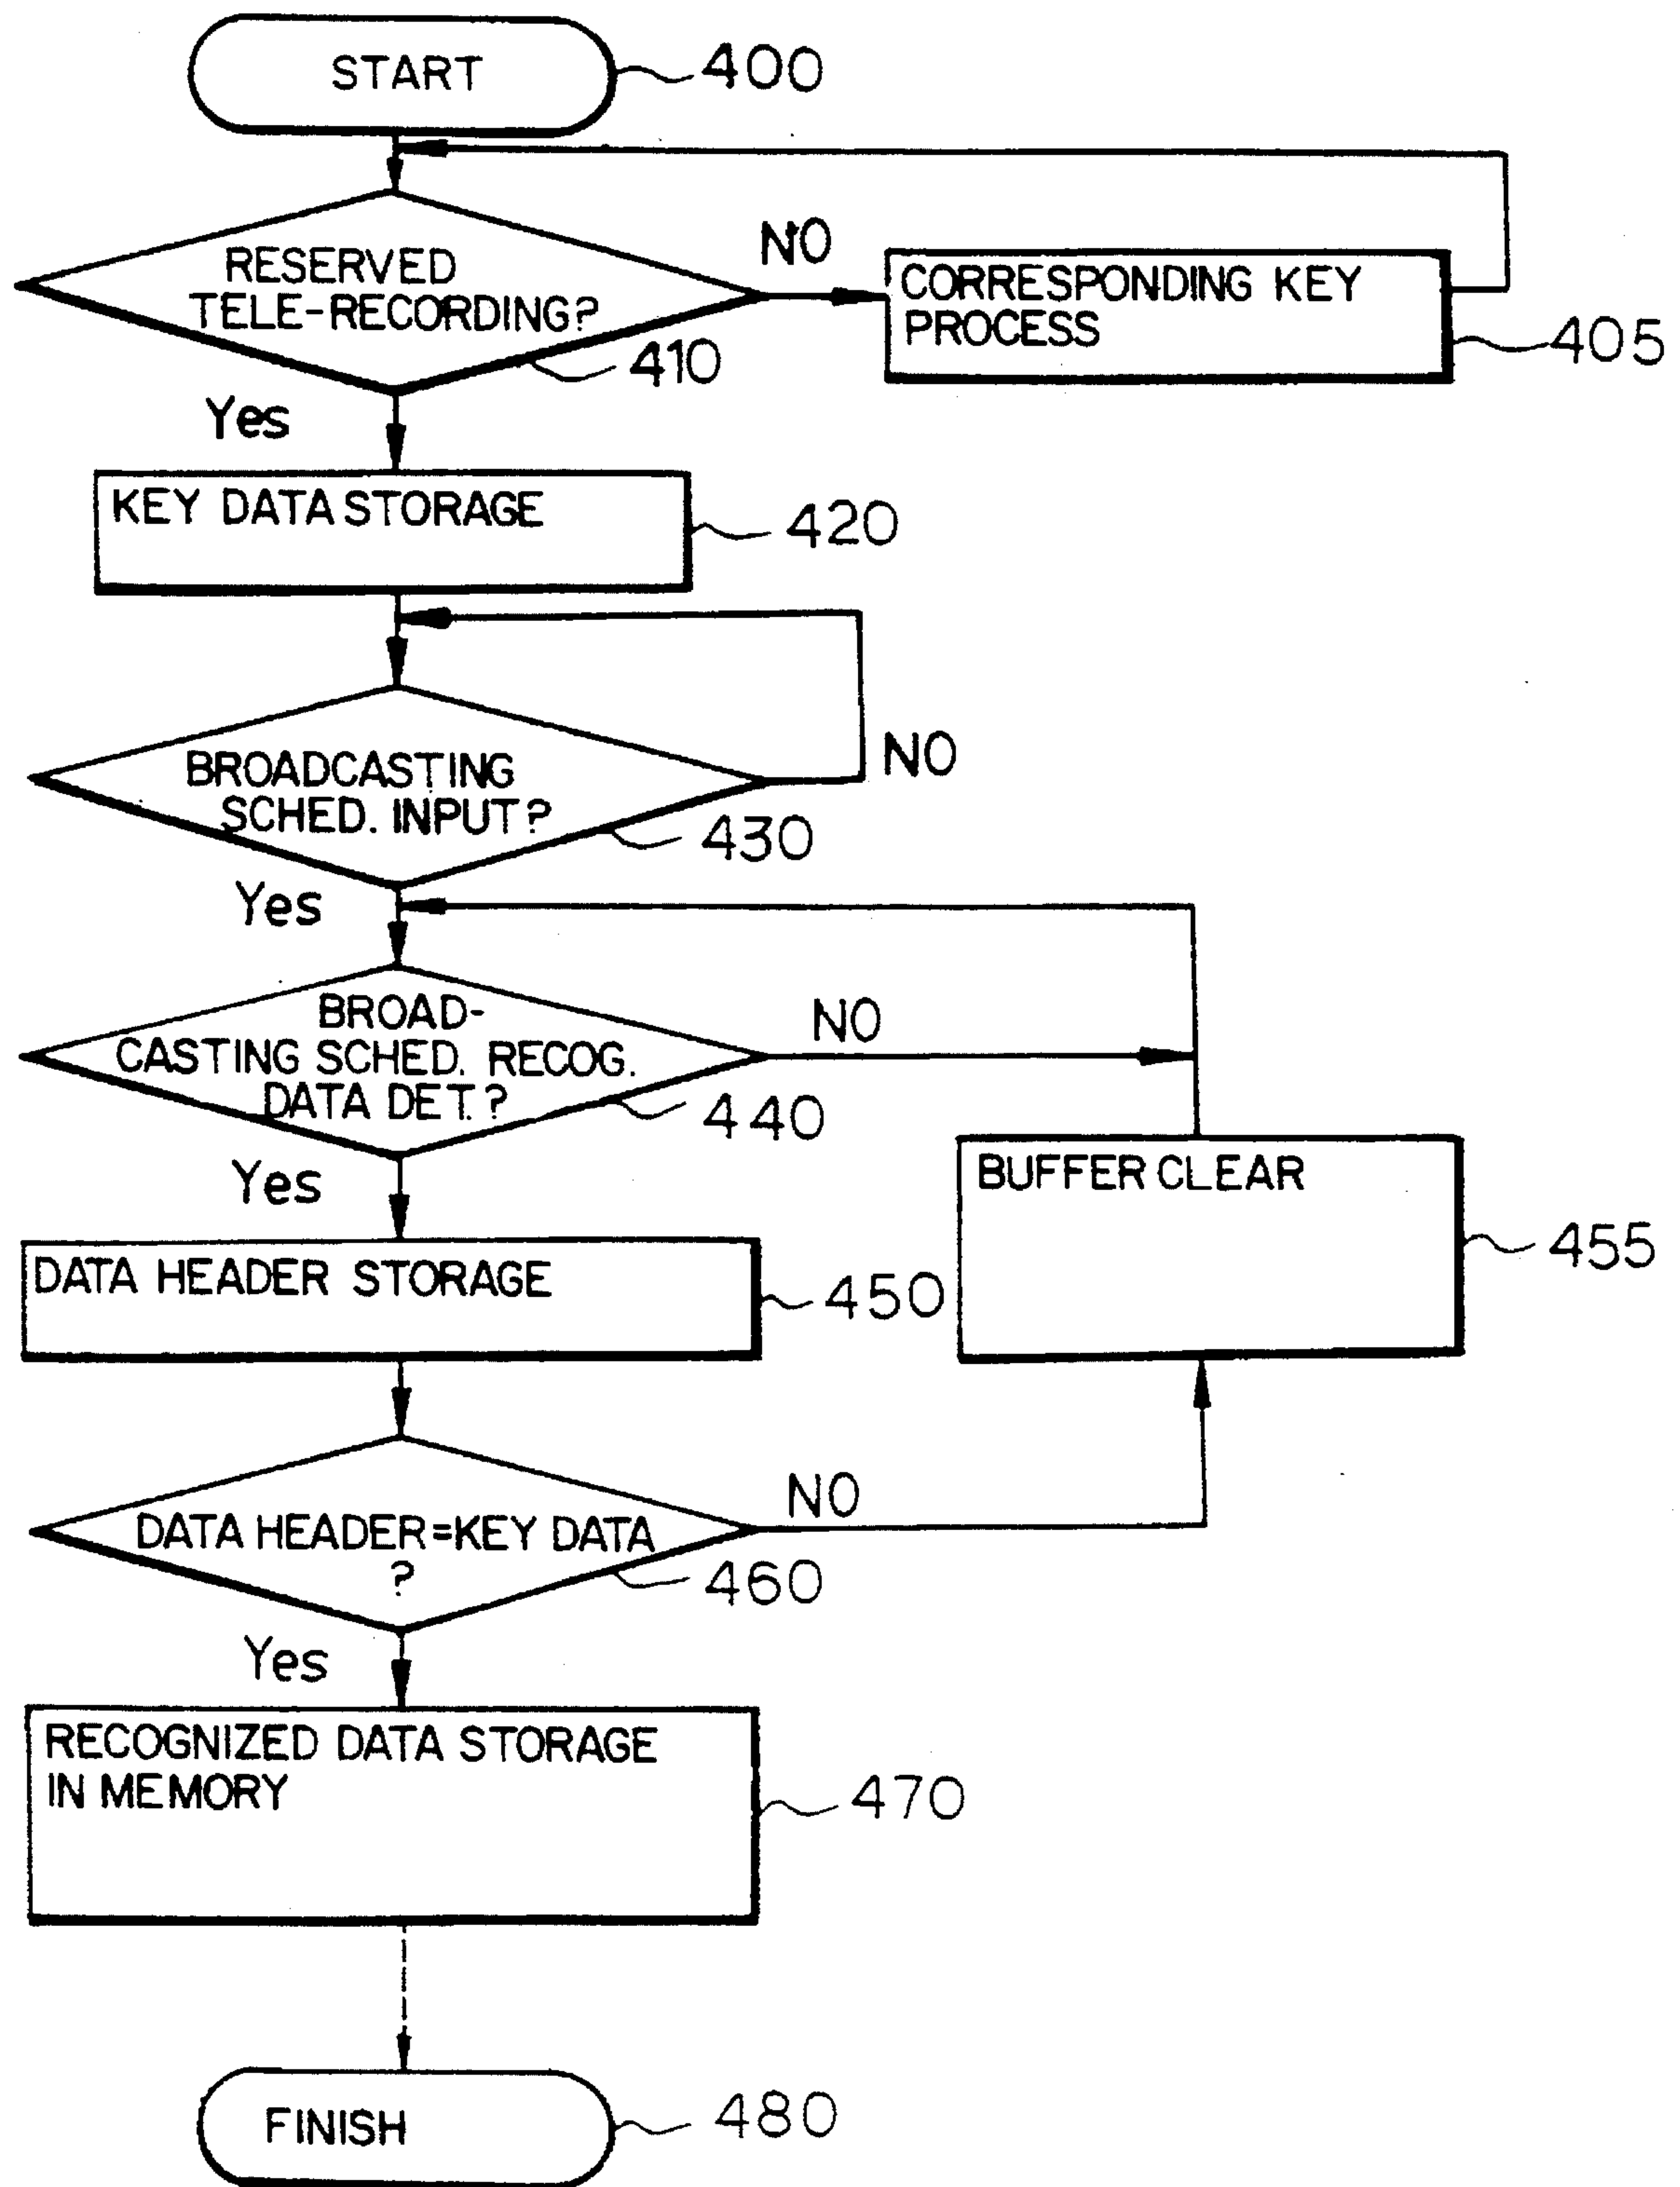 START
400
RESERVED
TELE-RECORDING?
410
NO
CORRESPONDING KEY
PROCESS
405
Yes
KEY DATA STORAGE
420
BROADCASTING
SCHED. INPUT?
430
NO
Yes
BROAD-
CASTING SCHED. RECOG.
DATA DET.?
440
NO
Yes
BUFFER CLEAR
455
DATA HEADER STORAGE
450
DATA HEADER=KEY DATA
?
460
NO
Yes
RECOGNIZED DATA STORAGE
IN MEMORY
470
FINISH
480